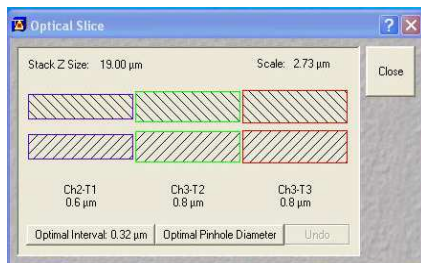 Optical Slice
Stack Z Size: 19.00 µm Scale: 2.73 µm Close
Ch2-T1 Ch3-T2 Ch3-T3
0.6 µm 0.8 µm 0.8 µm
Optimal Interval: 0.32 µm Optimal Pinhole Diameter Undo